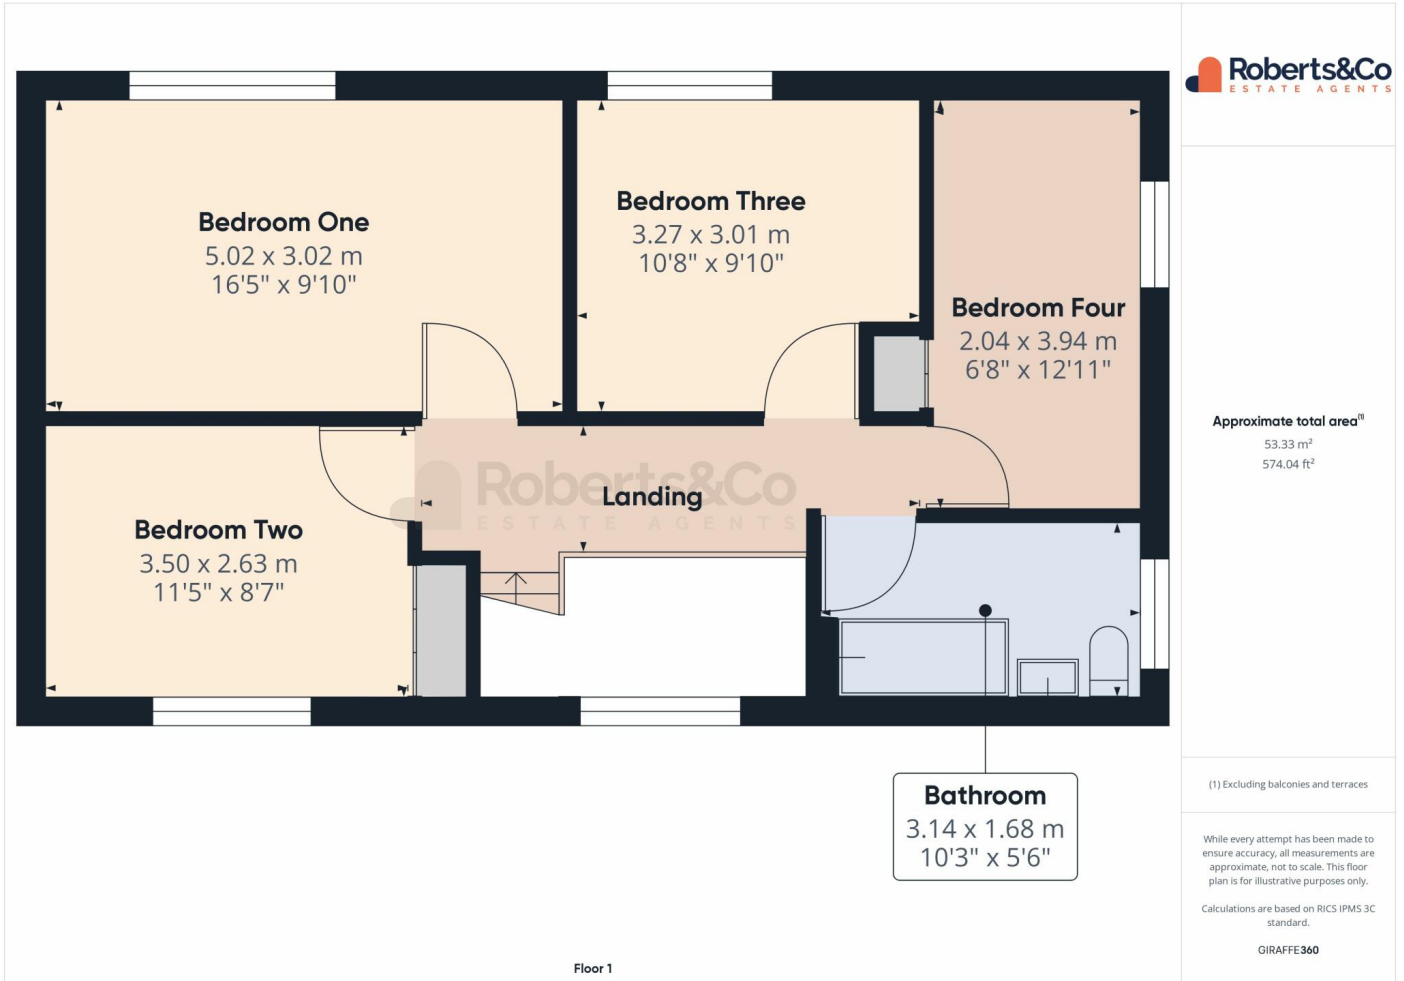 Roberts&Co
ESTATE AGENTS
Bedroom One
5.02 x 3.02 m
16'5" x 9'10"
Bedroom Three
3.27 x 3.01 m
10'8" x 9'10"
Bedroom Four
2.04 x 3.94 m
6'8" x 12'11"
Bedroom Two
3.50 x 2.63 m
11'5" x 8'7"
Roberts&Co
ESTATE AGENTS
Landing
Bathroom
3.14 x 1.68 m
10'3" x 5'6"
Floor 1
Approximate total area(1)
53.33 m²
574.04 ft²
(1) Excluding balconies and terraces
While every attempt has been made to
ensure accuracy, all measurements are
approximate, not to scale. This floor
plan is for illustrative purposes only.
Calculations are based on RICS IPMS 3C
standard.
GIRAFFE360